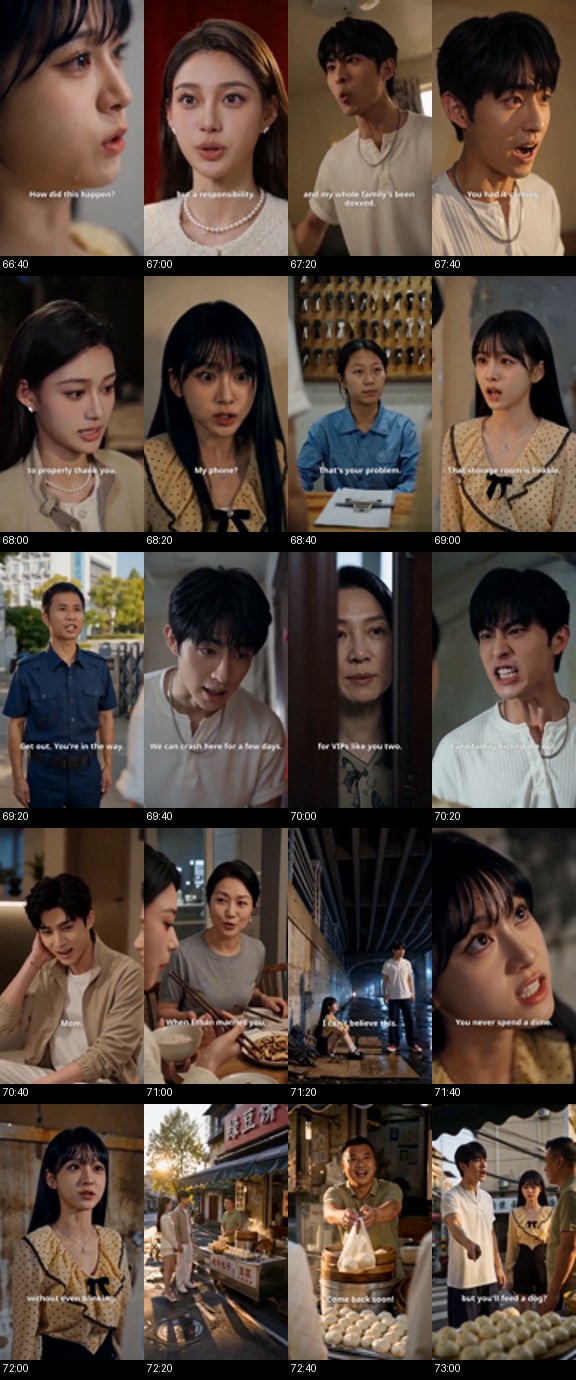 How did this happen?
but a responsibility.
and my whole family's been
doxxed.
You had it coming.
66:40
67:00
67:20
67:40
to properly thank you.
My phone?
That's your problem.
That storage room is livable.
68:00
68:20
68:40
69:00
Get out. You're in the way.
We can crash here for a few days.
for VIPs like you two.
69:20
69:40
70:00
70:20
Mom.
When Ethan marries you,
I can't believe this.
You never spend a dime.
70:40
71:00
71:20
71:40
without even blinking.
Come back soon!
but you'll feed a dog?
72:00
72:20
72:40
73:00